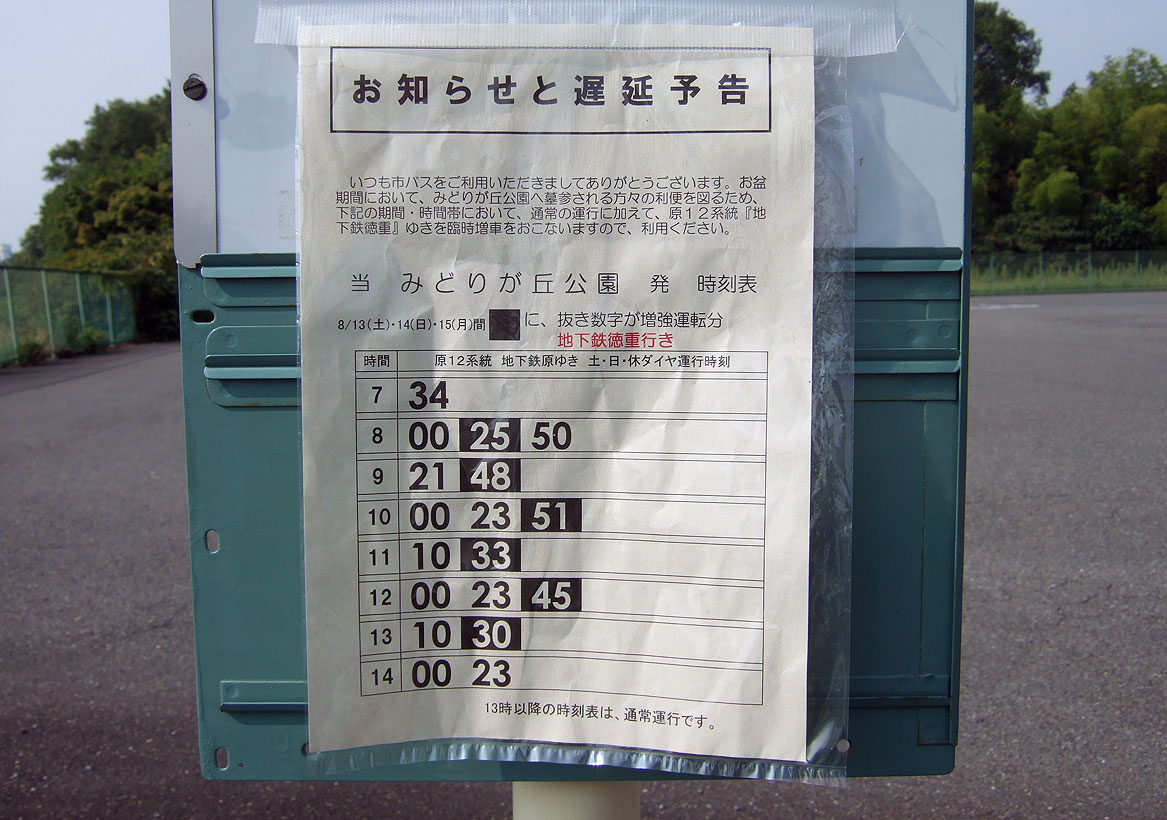 お知らせと遅延予告
いつも市バスをご利用いただきましてありがとうございます。お盆
期間において、みどりが丘公園へ墓参される方々の利便を図るため、
下記の期間・時間帯において、通常の運行に加えて、原12系統『地
下鉄徳重』ゆきを臨時増車をおこないますので、利用ください。
当 みどりが丘公園 発 時刻表
8/13(土)・14(日)・15(月)間 ■に、抜き数字が増強運転分
地下鉄徳重行き
時間 原12系統 地下鉄原ゆき 土・日・休ダイヤ運行時刻
7 34
8 00 25 50
9 21 48
10 00 23 51
11 10 33
12 00 23 45
13 10 30
14 00 23
13時以降の時刻表は、通常運行です。